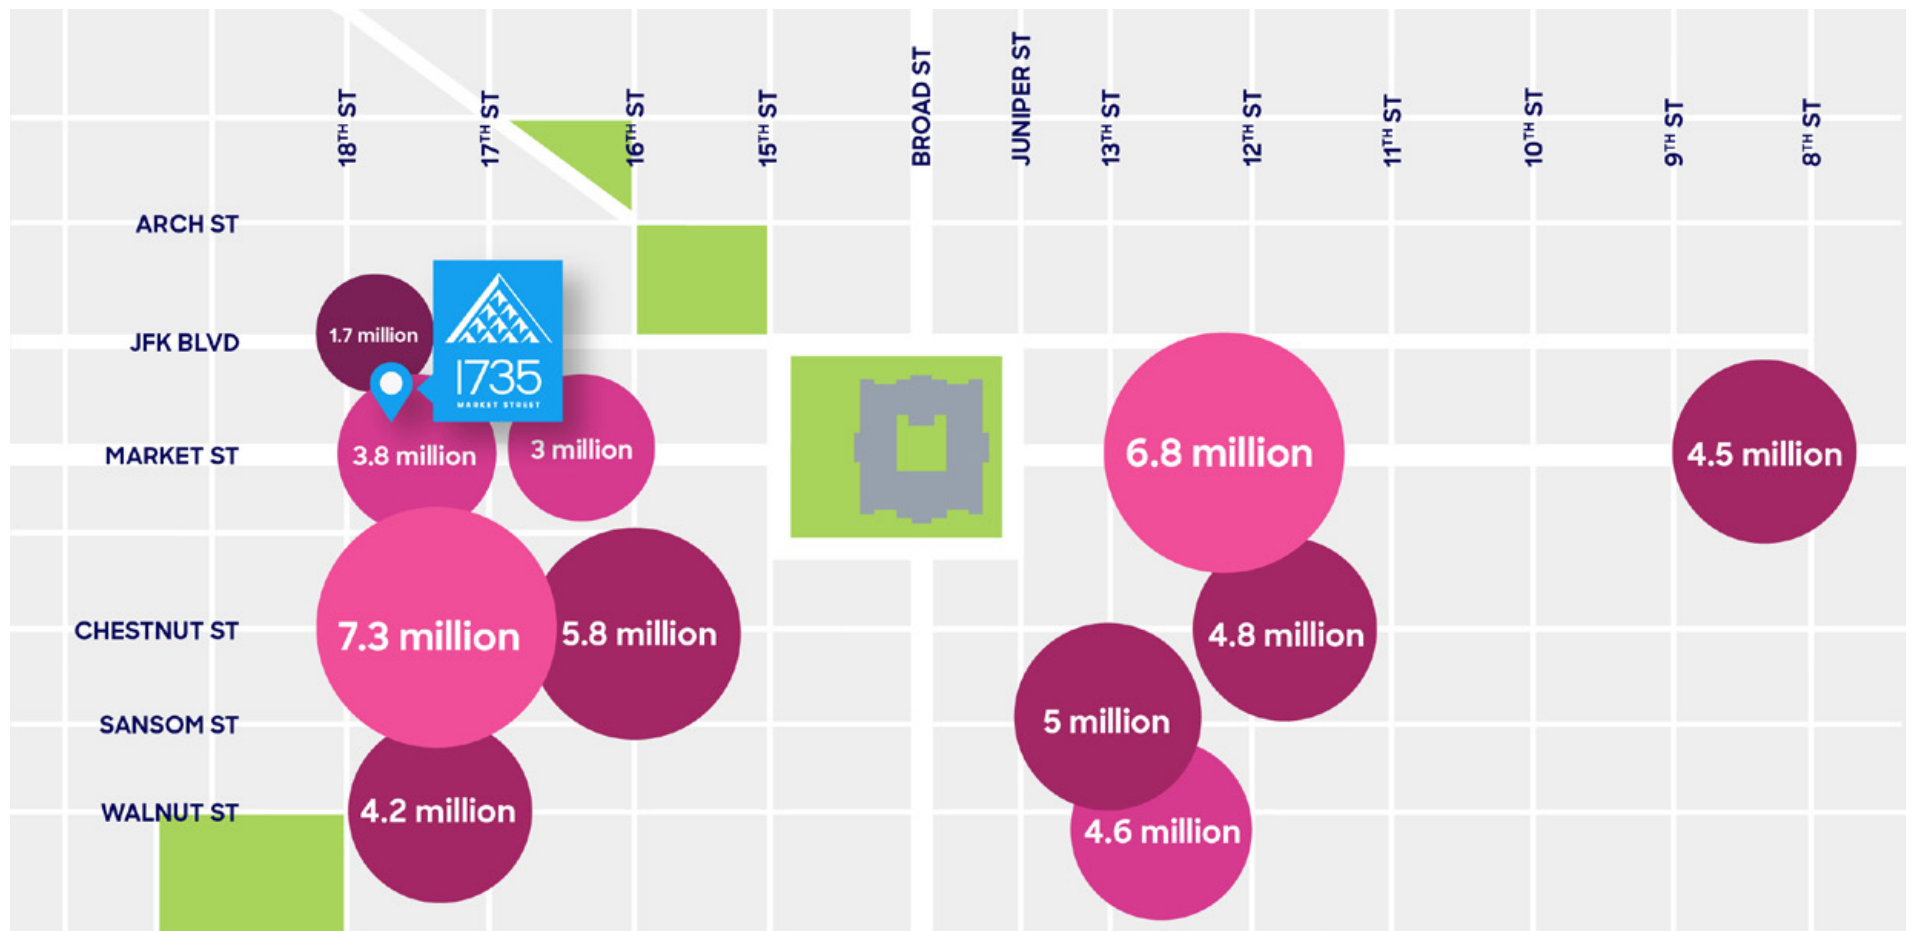 18TH ST
17TH ST
16TH ST
15TH ST
BROAD ST
JUNIPER ST
13TH ST
12TH ST
11TH ST
10TH ST
9TH ST
8TH ST
ARCH ST
JFK BLVD
MARKET ST
CHESTNUT ST
SANSOM ST
WALNUT ST
1.7 million
1735
MARKET STREET
3.8 million
3 million
6.8 million
4.5 million
7.3 million
5.8 million
4.8 million
5 million
4.2 million
4.6 million